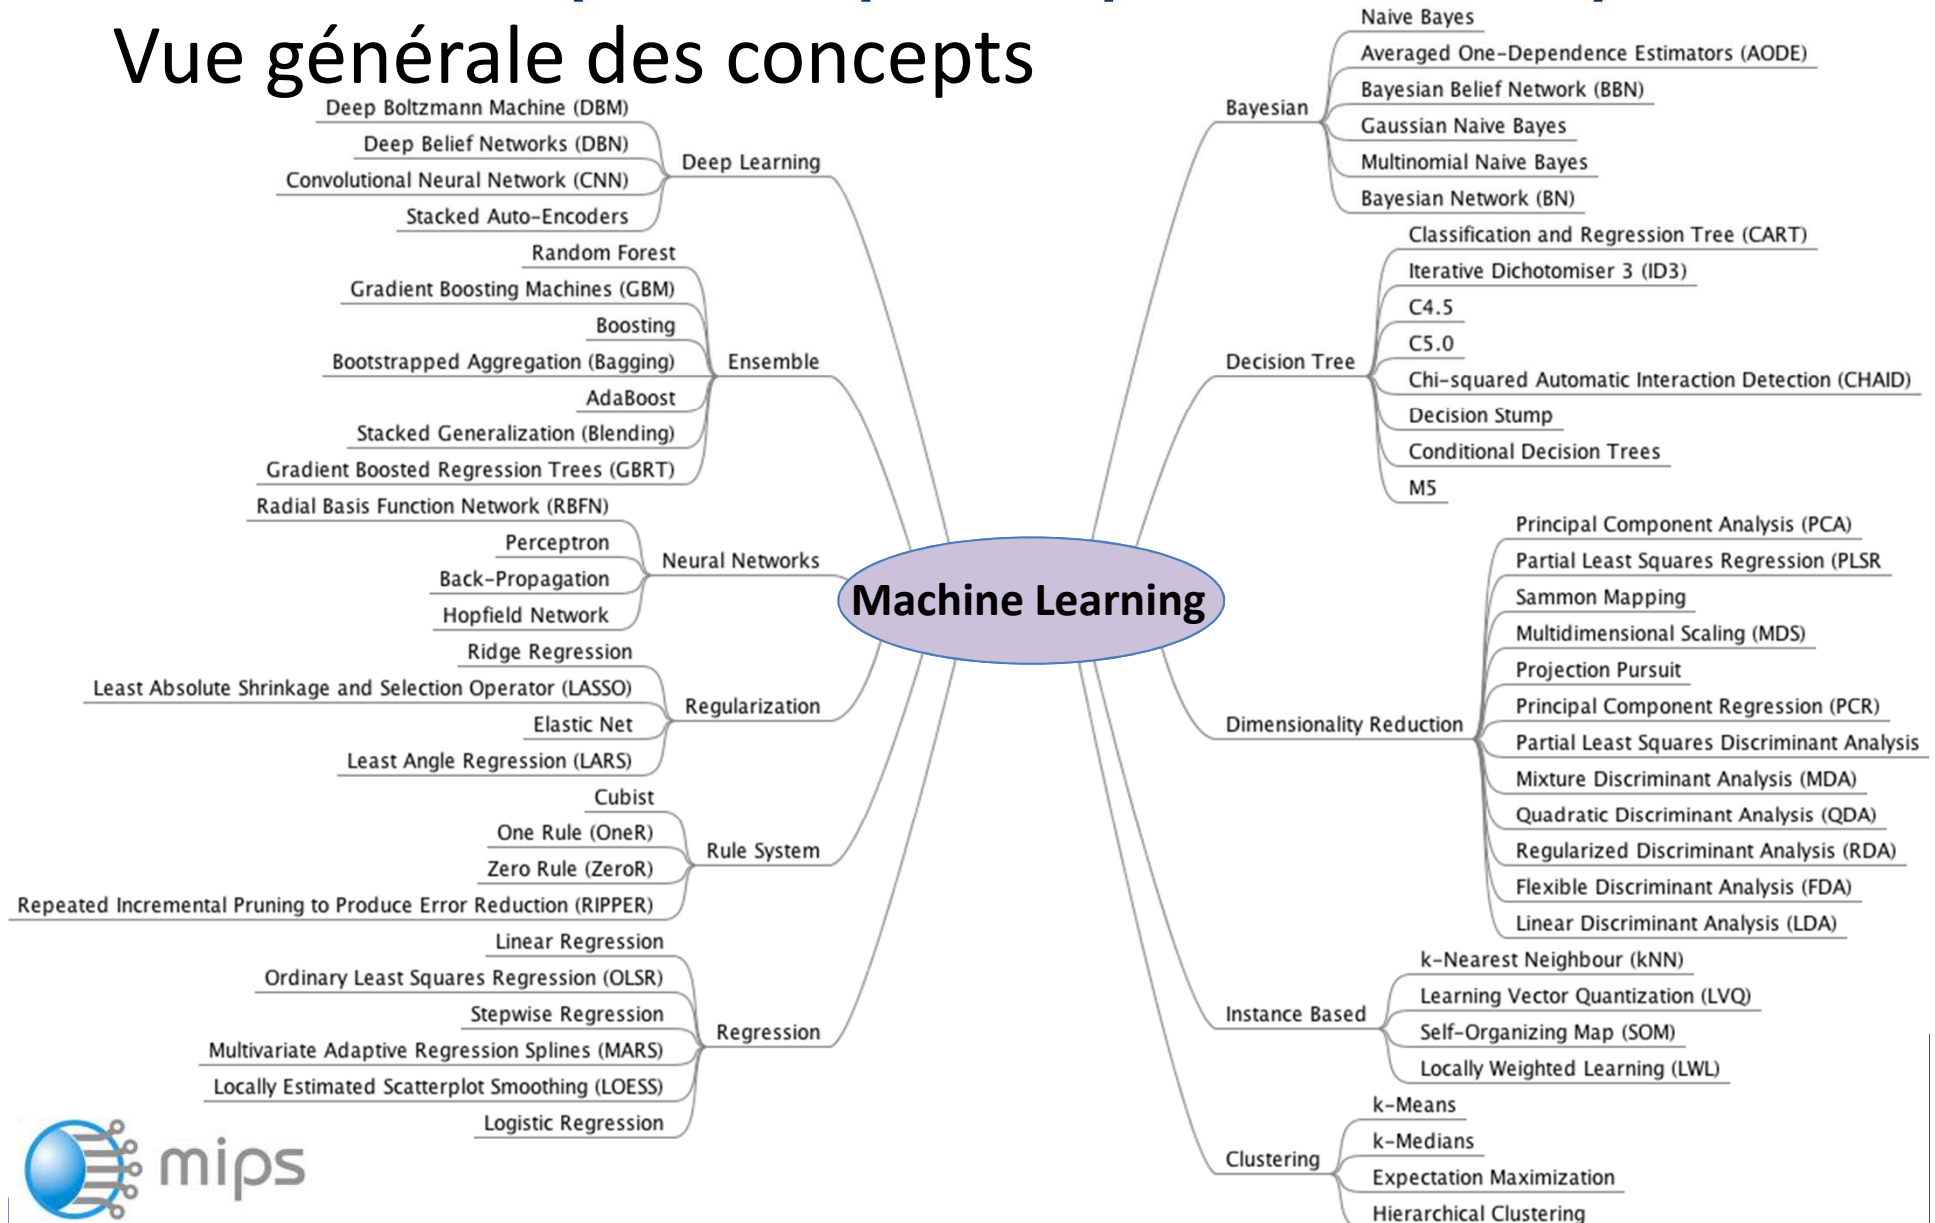 Vue générale des concepts
Deep Boltzmann Machine (DBM)
Deep Belief Networks (DBN)
Convolutional Neural Network (CNN)
Stacked Auto-Encoders
Deep Learning
Random Forest
Gradient Boosting Machines (GBM)
Boosting
Bootstrapped Aggregation (Bagging)
AdaBoost
Stacked Generalization (Blending)
Gradient Boosted Regression Trees (GBRT)
Ensemble
Radial Basis Function Network (RBFN)
Perceptron
Back-Propagation
Hopfield Network
Neural Networks
Ridge Regression
Least Absolute Shrinkage and Selection Operator (LASSO)
Elastic Net
Least Angle Regression (LARS)
Regularization
Cubist
One Rule (OneR)
Zero Rule (ZeroR)
Repeated Incremental Pruning to Produce Error Reduction (RIPPER)
Rule System
Linear Regression
Ordinary Least Squares Regression (OLSR)
Stepwise Regression
Multivariate Adaptive Regression Splines (MARS)
Locally Estimated Scatterplot Smoothing (LOESS)
Logistic Regression
Regression
Machine Learning
Bayesian
Naive Bayes
Averaged One-Dependence Estimators (AODE)
Bayesian Belief Network (BBN)
Gaussian Naive Bayes
Multinomial Naive Bayes
Bayesian Network (BN)
Decision Tree
Classification and Regression Tree (CART)
Iterative Dichotomiser 3 (ID3)
C4.5
C5.0
Chi-squared Automatic Interaction Detection (CHAID)
Decision Stump
Conditional Decision Trees
M5
Dimensionality Reduction
Principal Component Analysis (PCA)
Partial Least Squares Regression (PLSR
Sammon Mapping
Multidimensional Scaling (MDS)
Projection Pursuit
Principal Component Regression (PCR)
Partial Least Squares Discriminant Analysis
Mixture Discriminant Analysis (MDA)
Quadratic Discriminant Analysis (QDA)
Regularized Discriminant Analysis (RDA)
Flexible Discriminant Analysis (FDA)
Linear Discriminant Analysis (LDA)
Instance Based
k-Nearest Neighbour (kNN)
Learning Vector Quantization (LVQ)
Self-Organizing Map (SOM)
Locally Weighted Learning (LWL)
Clustering
k-Means
k-Medians
Expectation Maximization
Hierarchical Clustering
mips